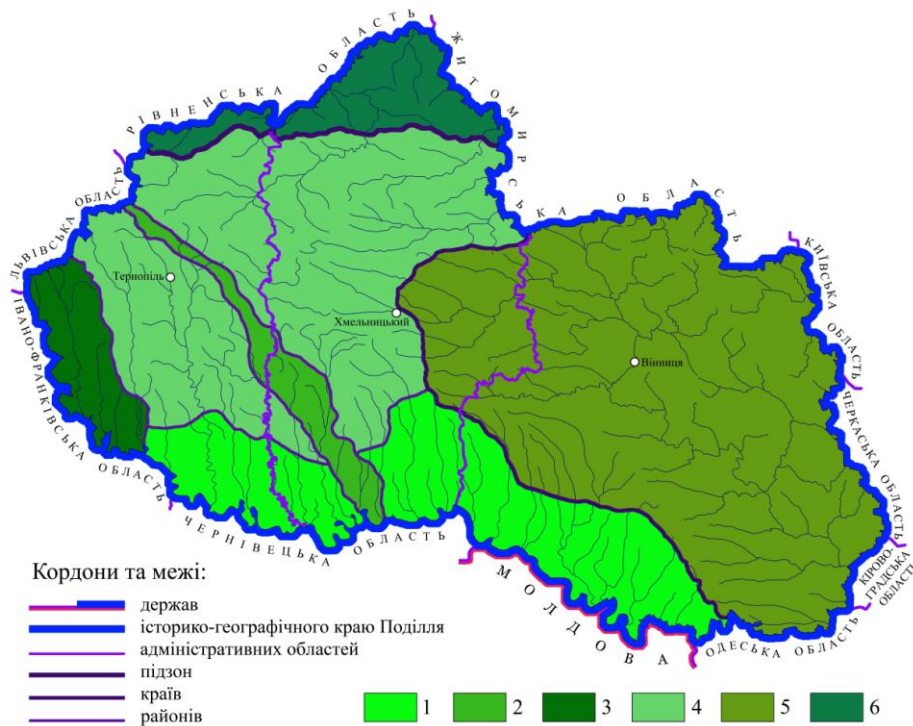 РІВНЕНСЬКА ОБЛАСТЬ
ЖИТОМИРСЬКА ОБЛАСТЬ
ЛЬВІВСЬКА ОБЛАСТЬ
ІВАНО-ФРАНКІВСЬКА ОБЛАСТЬ
КИЇВСЬКА ОБЛАСТЬ
Тернопіль
Хмельницький
Вінниця
ЧЕРКАСЬКА ОБЛАСТЬ
ЧЕРНІВЕЦЬКА ОБЛАСТЬ
КІРОВО-
ГРАДСЬКА
ОБЛАСТЬ
МОЛДОВА
ОДЕСЬКА ОБЛАСТЬ
Кордони та межі:
держав
історико-географічного краю Поділля
адміністративних областей
підзон
країв
районів
1 2 3 4 5 6